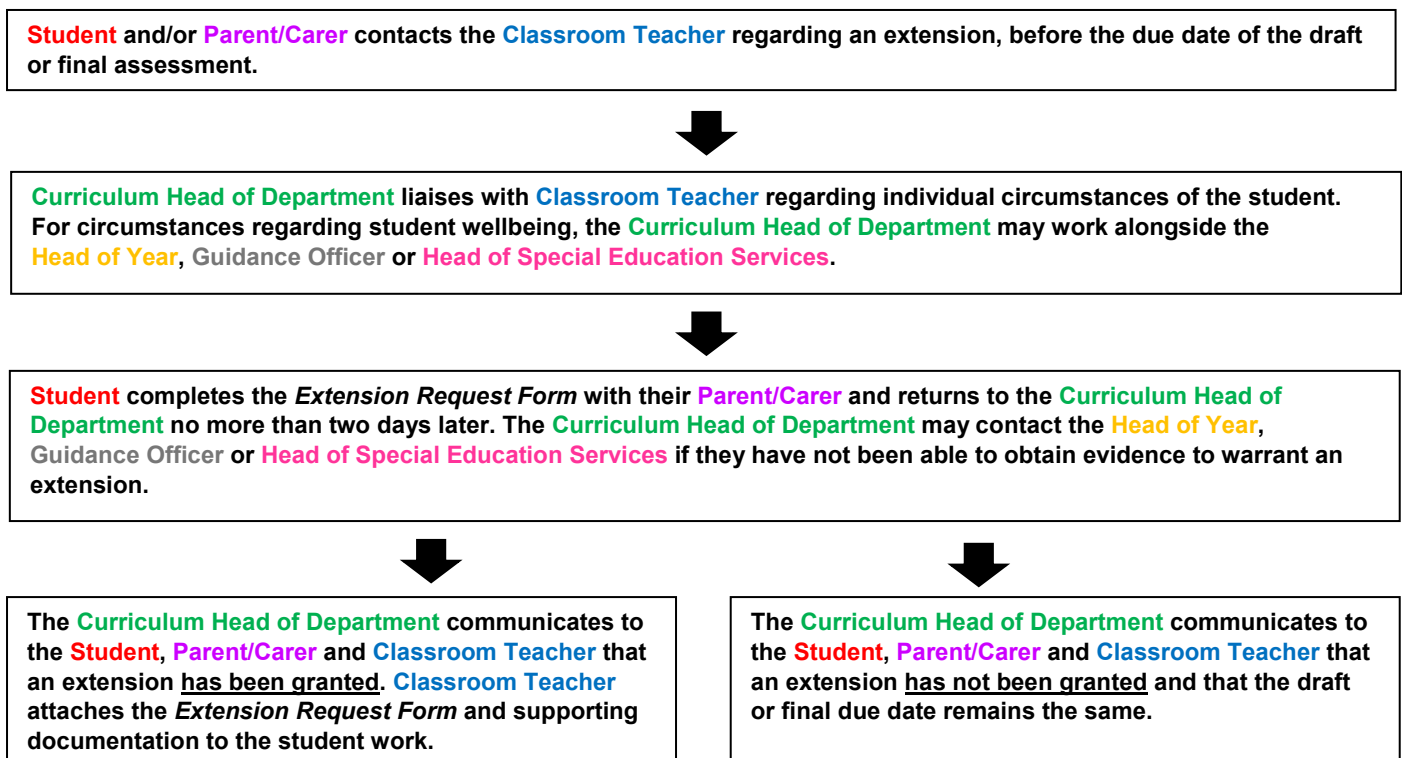 Student and/or Parent/Carer contacts the Classroom Teacher regarding an extension, before the due date of the draft
or final assessment.
Curriculum Head of Department liaises with Classroom Teacher regarding individual circumstances of the student.
For circumstances regarding student wellbeing, the Curriculum Head of Department may work alongside the
Head of Year, Guidance Officer or Head of Special Education Services.
Student completes the Extension Request Form with their Parent/Carer and returns to the Curriculum Head of
Department no more than two days later. The Curriculum Head of Department may contact the Head of Year,
Guidance Officer or Head of Special Education Services if they have not been able to obtain evidence to warrant an
extension.
The Curriculum Head of Department communicates to
the Student, Parent/Carer and Classroom Teacher that
an extension has been granted. Classroom Teacher
attaches the Extension Request Form and supporting
documentation to the student work.
The Curriculum Head of Department communicates to
the Student, Parent/Carer and Classroom Teacher that
an extension has not been granted and that the draft
or final due date remains the same.